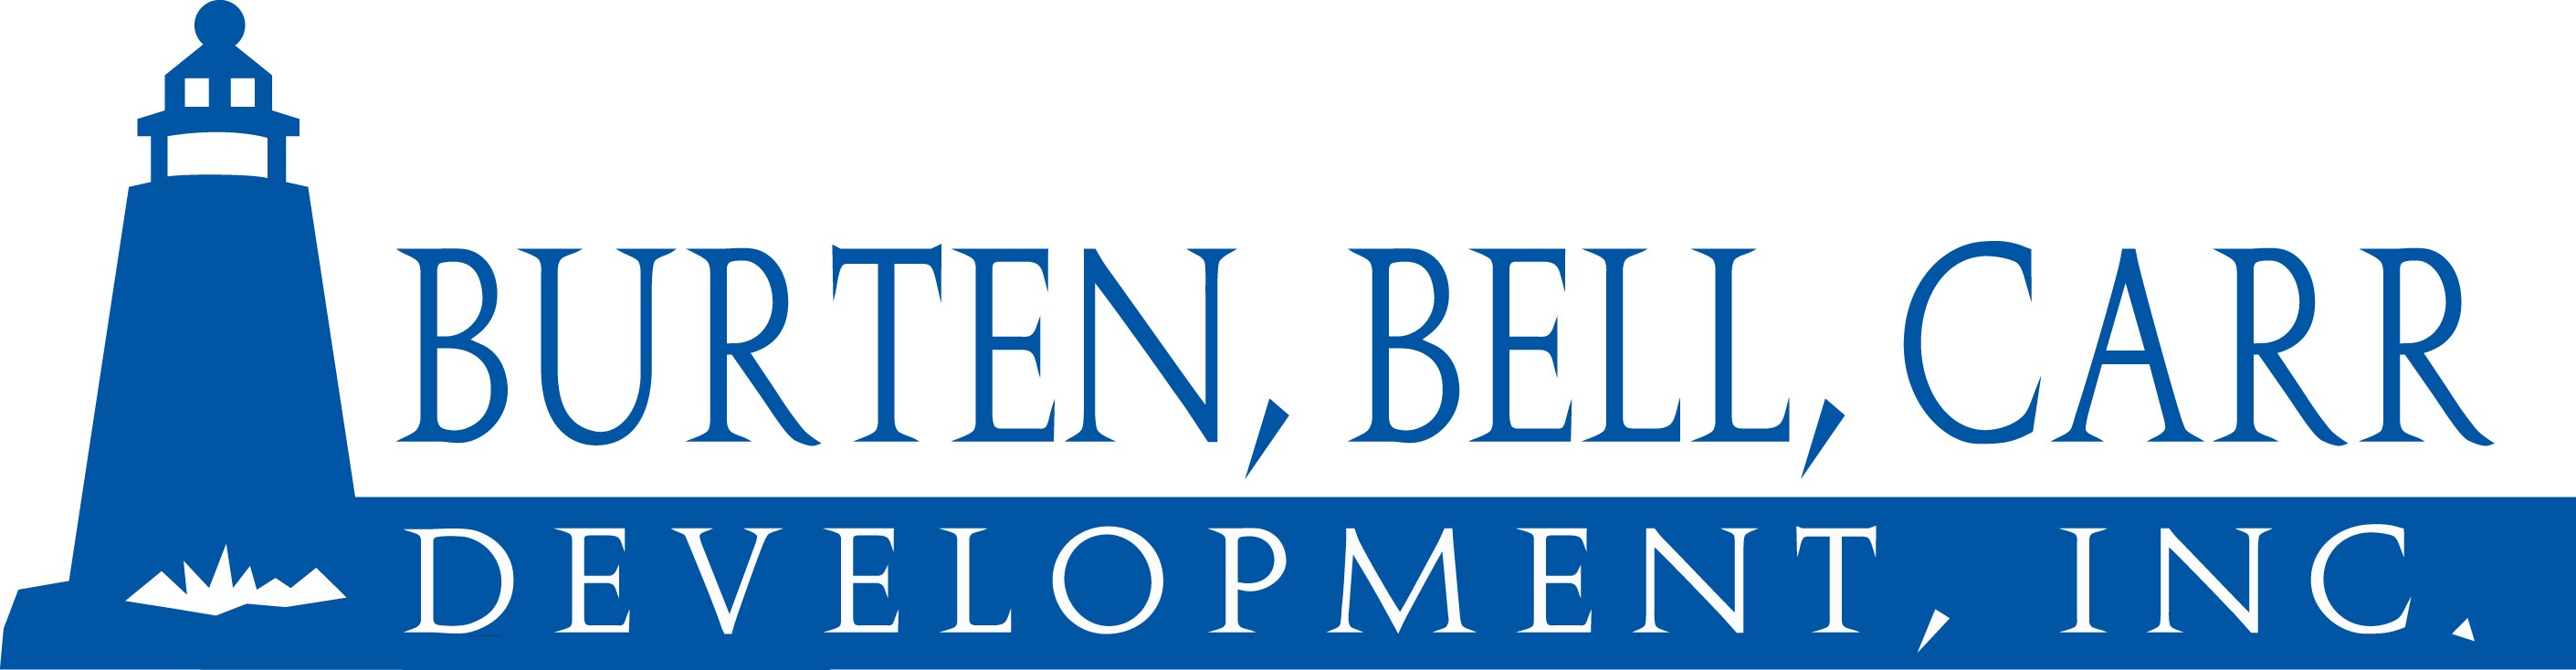 BURTEN, BELL, CARR
DEVELOPMENT, INC.